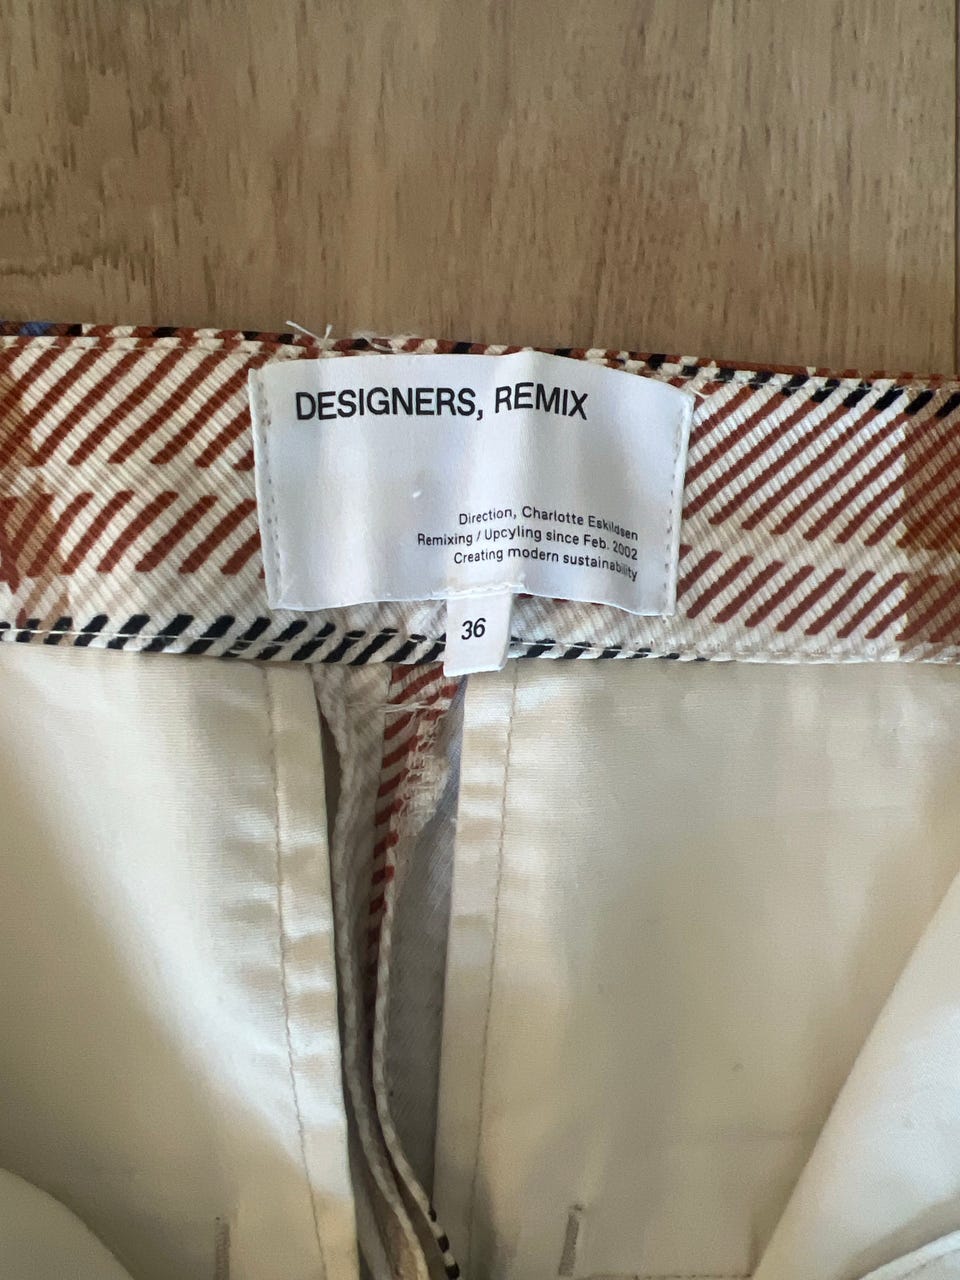 DESIGNERS, REMIX
Direction, Charlotte Eskildsen
Remixing / Upcyling since Feb. 2002
Creating modern sustainability
36